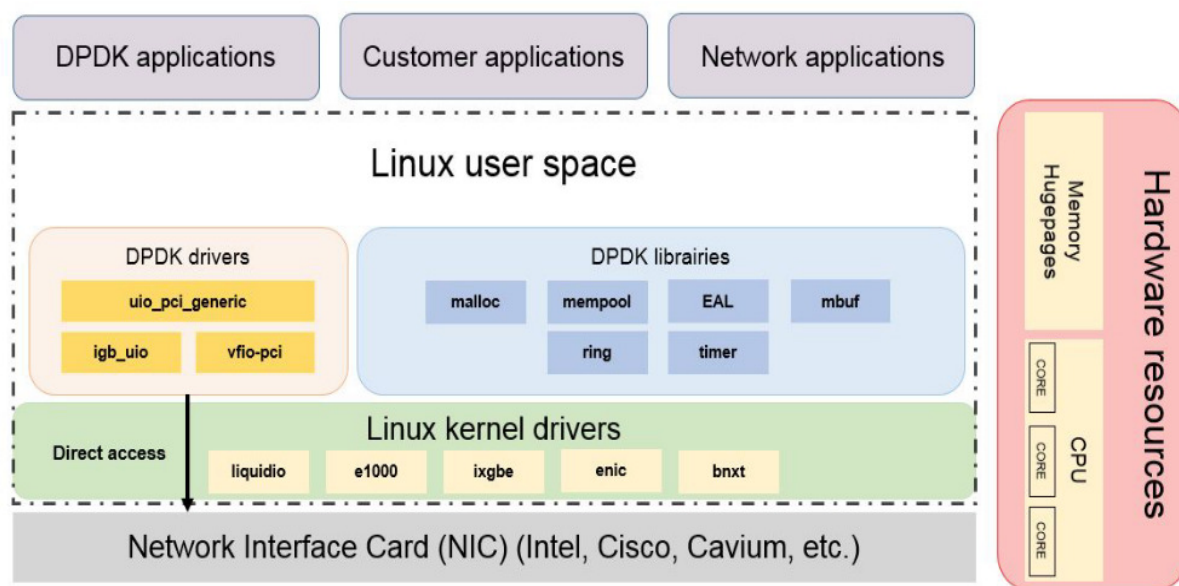 DPDK applications
Customer applications
Network applications
Linux user space
DPDK drivers
uio_pci_generic
igb_uio
vfio-pci
DPDK librairies
malloc
mempool
EAL
mbuf
ring
timer
Linux kernel drivers
Direct access
liquidio
e1000
ixgbe
enic
bnxt
Network Interface Card (NIC) (Intel, Cisco, Cavium, etc.)
Hardware resources
Memory
Hugepages
CPU
CORE
CORE
CORE